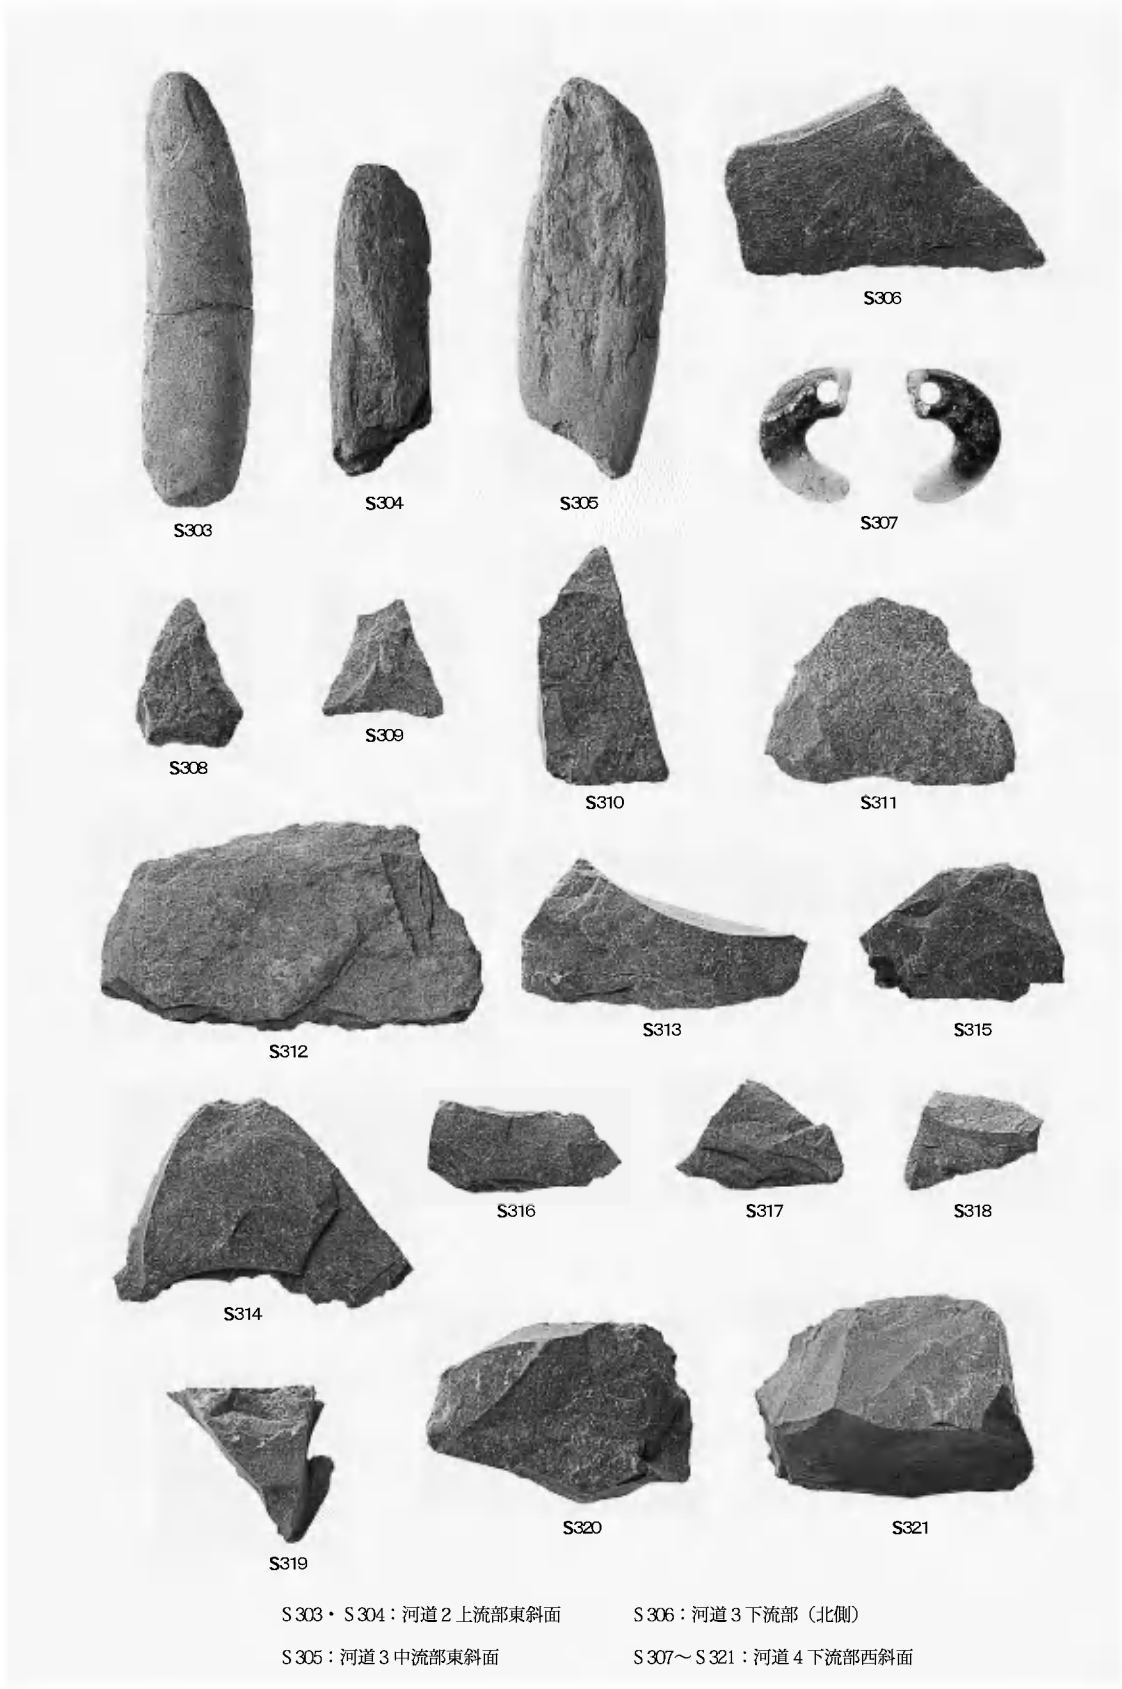 S306
S307
S303
S304
S305
S308
S309
S310
S311
S312
S313
S315
S314
S316
S317
S318
S319
S320
S321
S303・S304：河道2上流部東斜面
S306：河道3下流部（北側）
S305：河道3中流部東斜面
S307～S321：河道4下流部西斜面